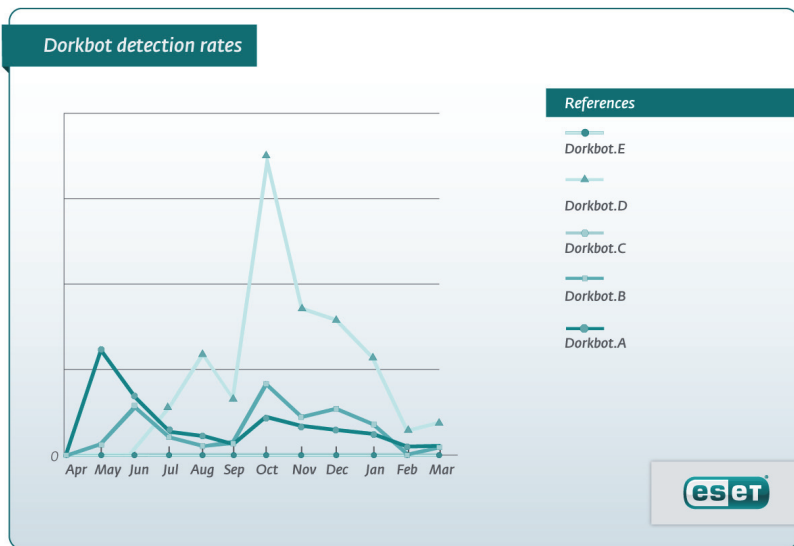 Dorkbot detection rates
References
Dorkbot.E
Dorkbot.D
Dorkbot.C
Dorkbot.B
Dorkbot.A
0
Apr May Jun Jul Aug Sep Oct Nov Dec Jan Feb Mar
eseT